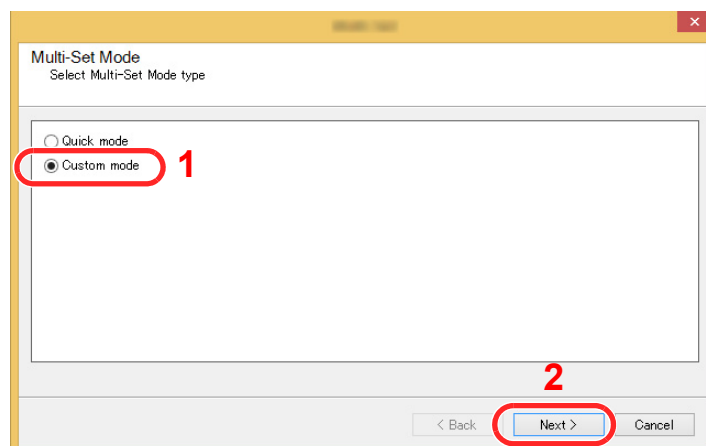 Multi-Set Mode
Select Multi-Set Mode type
Quick mode
Custom mode
1
2
< Back
Next >
Cancel